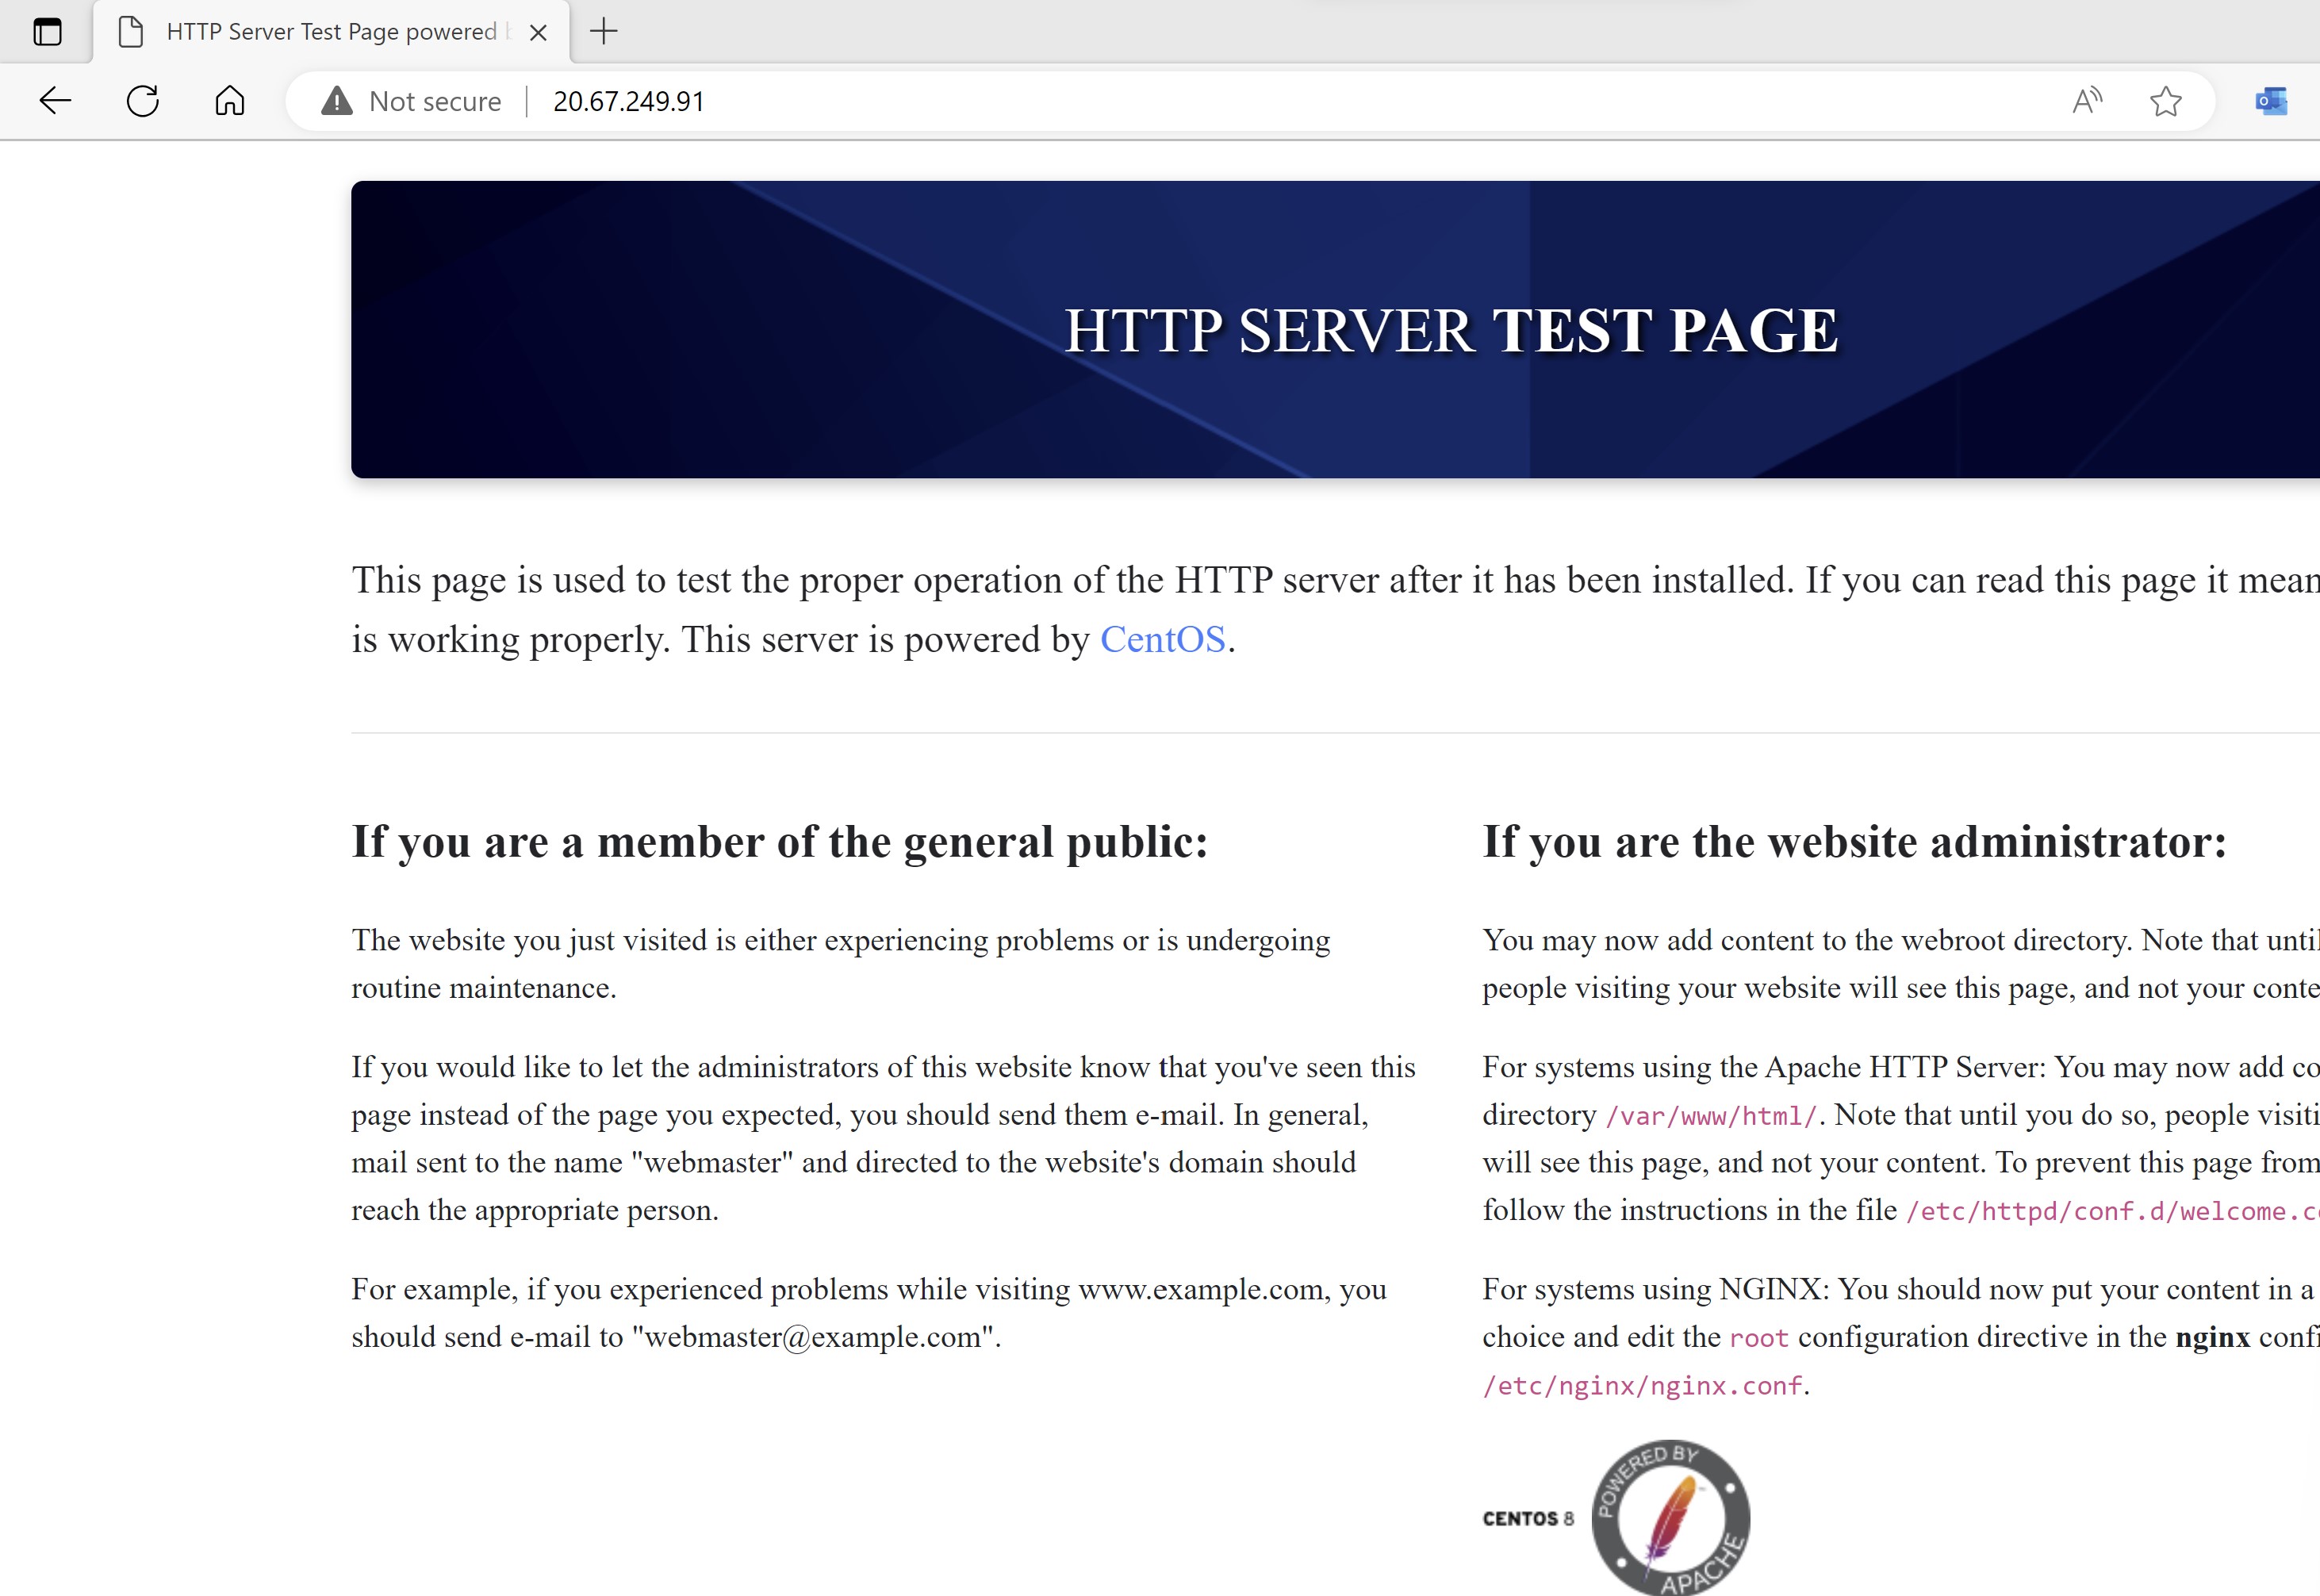 HTTP Server Test Page powered
Not secure
20.67.249.91
HTTP SERVER TEST PAGE
This page is used to test the proper operation of the HTTP server after it has been installed. If you can read this page it mean
is working properly. This server is powered by CentOS.
If you are a member of the general public:
The website you just visited is either experiencing problems or is undergoing
routine maintenance.
If you would like to let the administrators of this website know that you've seen this
page instead of the page you expected, you should send them e-mail. In general,
mail sent to the name "webmaster" and directed to the website's domain should
reach the appropriate person.
For example, if you experienced problems while visiting www.example.com, you
should send e-mail to "webmaster@example.com".
If you are the website administrator:
You may now add content to the webroot directory. Note that until
people visiting your website will see this page, and not your conte
For systems using the Apache HTTP Server: You may now add co
directory /var/www/html/. Note that until you do so, people visiti
will see this page, and not your content. To prevent this page from
follow the instructions in the file /etc/httpd/conf.d/welcome.c
For systems using NGINX: You should now put your content in a
choice and edit the root configuration directive in the nginx confi
/etc/nginx/nginx.conf.
CENTOS 8
POWERED BY
APACHE